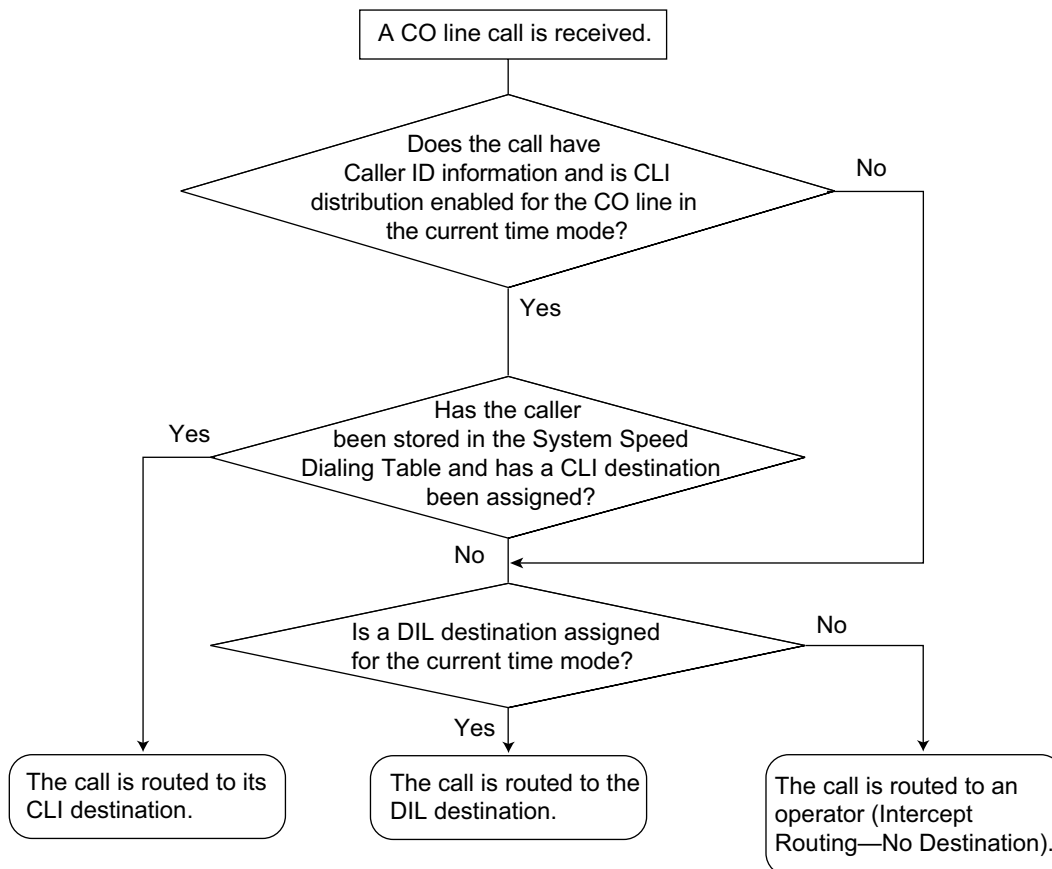 A CO line call is received.
Does the call have
Caller ID information and is CLI
distribution enabled for the CO line in
the current time mode?
No
Yes
Has the caller
been stored in the System Speed
Dialing Table and has a CLI destination
been assigned?
Yes
No
Is a DIL destination assigned
for the current time mode?
No
Yes
The call is routed to its
CLI destination.
The call is routed to the
DIL destination.
The call is routed to an
operator (Intercept
Routing—No Destination).